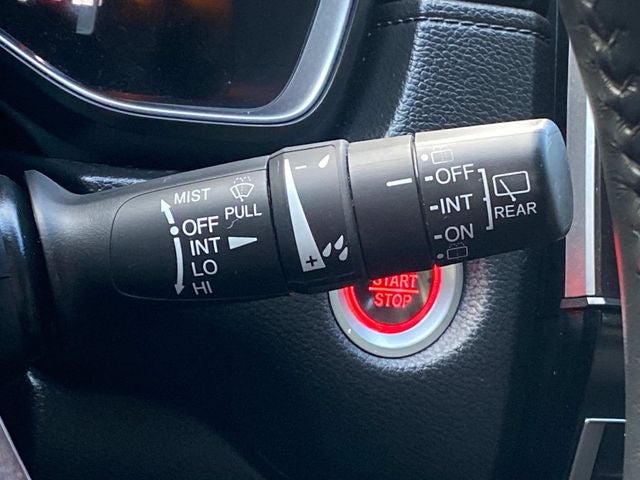 MIST
PULL
OFF
INT
LO
HI
-
+
OFF
INT
ON
REAR
START
STOP